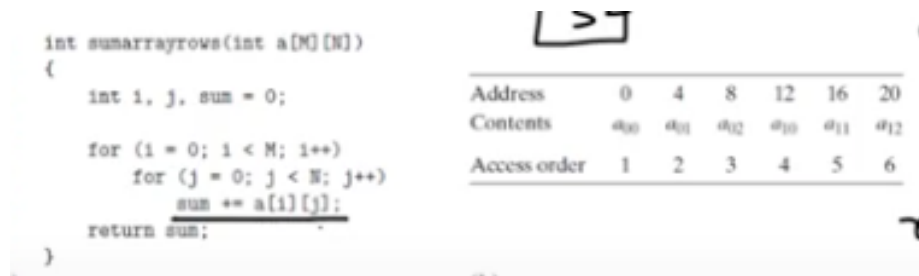 int sumarrayrows(int a[M][N])
{
int i, j, sum = 0;
for (i = 0; i < M; i++)
for (j = 0; j < N; j++)
sum += a[i][j];
return sum;
}
Address 0 4 8 12 16 20
Contents a00 a01 a02 a10 a11 a12
Access order 1 2 3 4 5 6